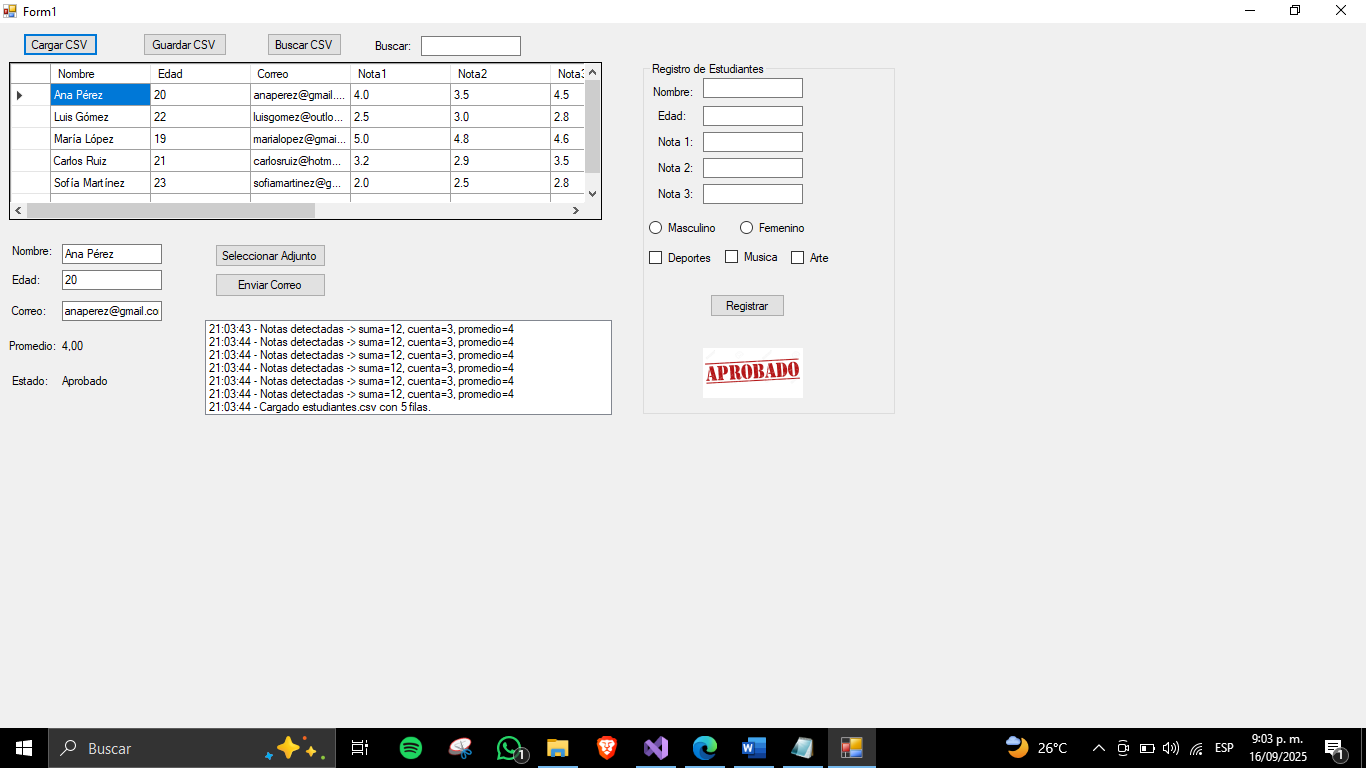 Form1
Cargar CSV Guardar CSV Buscar CSV Buscar:
Nombre Edad Correo Nota1 Nota2 Nota3
Ana Pérez 20 anaperez@gmail.... 4.0 3.5 4.5
Luis Gómez 22 luisgomez@outlo... 2.5 3.0 2.8
María López 19 marialopez@gmai... 5.0 4.8 4.6
Carlos Ruiz 21 carlosruiz@hotm... 3.2 2.9 3.5
Sofía Martínez 23 sofiamartinez@g... 2.0 2.5 2.8
Nombre: Ana Pérez
Edad: 20
Correo: anaperez@gmail.co
Promedio: 4,00
Estado: Aprobado
Seleccionar Adjunto
Enviar Correo
21:03:43 - Notas detectadas -> suma=12, cuenta=3, promedio=4
21:03:44 - Notas detectadas -> suma=12, cuenta=3, promedio=4
21:03:44 - Notas detectadas -> suma=12, cuenta=3, promedio=4
21:03:44 - Notas detectadas -> suma=12, cuenta=3, promedio=4
21:03:44 - Notas detectadas -> suma=12, cuenta=3, promedio=4
21:03:44 - Notas detectadas -> suma=12, cuenta=3, promedio=4
21:03:44 - Cargado estudiantes.csv con 5 filas.
Registro de Estudiantes
Nombre:
Edad:
Nota 1:
Nota 2:
Nota 3:
Masculino Femenino
Deportes Musica Arte
Registrar
APROBADO
Buscar 1 26°C ESP 9:03 p. m. 1
16/09/2025